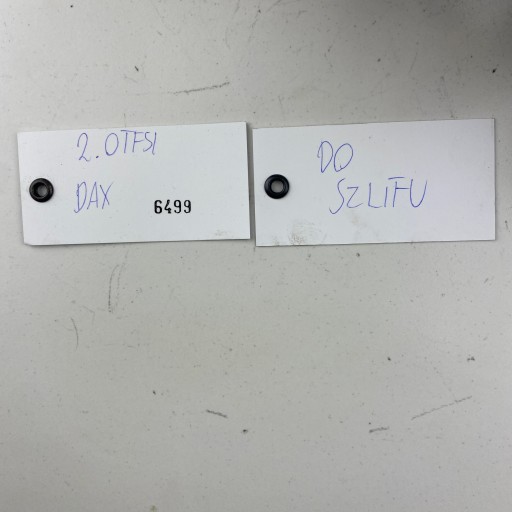 2.0TFSI
DAX 6499
DO
SZLIFU